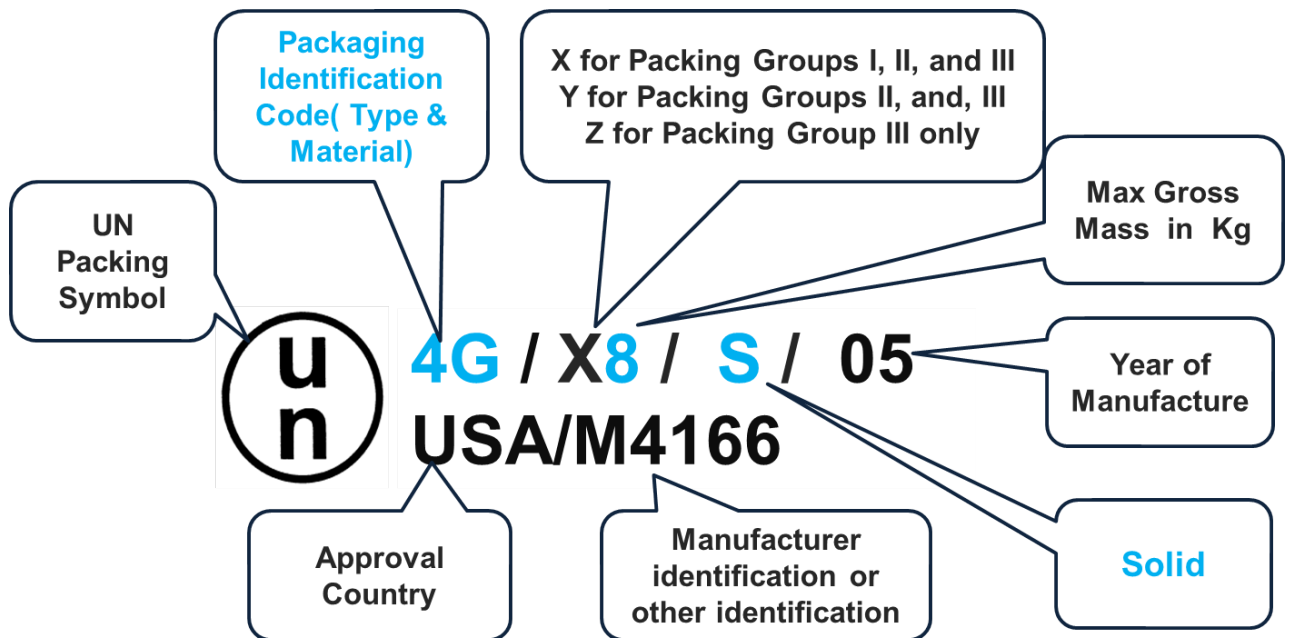 Packaging
Identification
Code( Type &
Material)
X for Packing Groups I, II, and III
Y for Packing Groups II, and, III
Z for Packing Group III only
UN
Packing
Symbol
Max Gross
Mass in Kg
u
n
4G / X8 / S / 05
USA/M4166
Year of
Manufacture
Approval
Country
Manufacturer
identification or
other identification
Solid